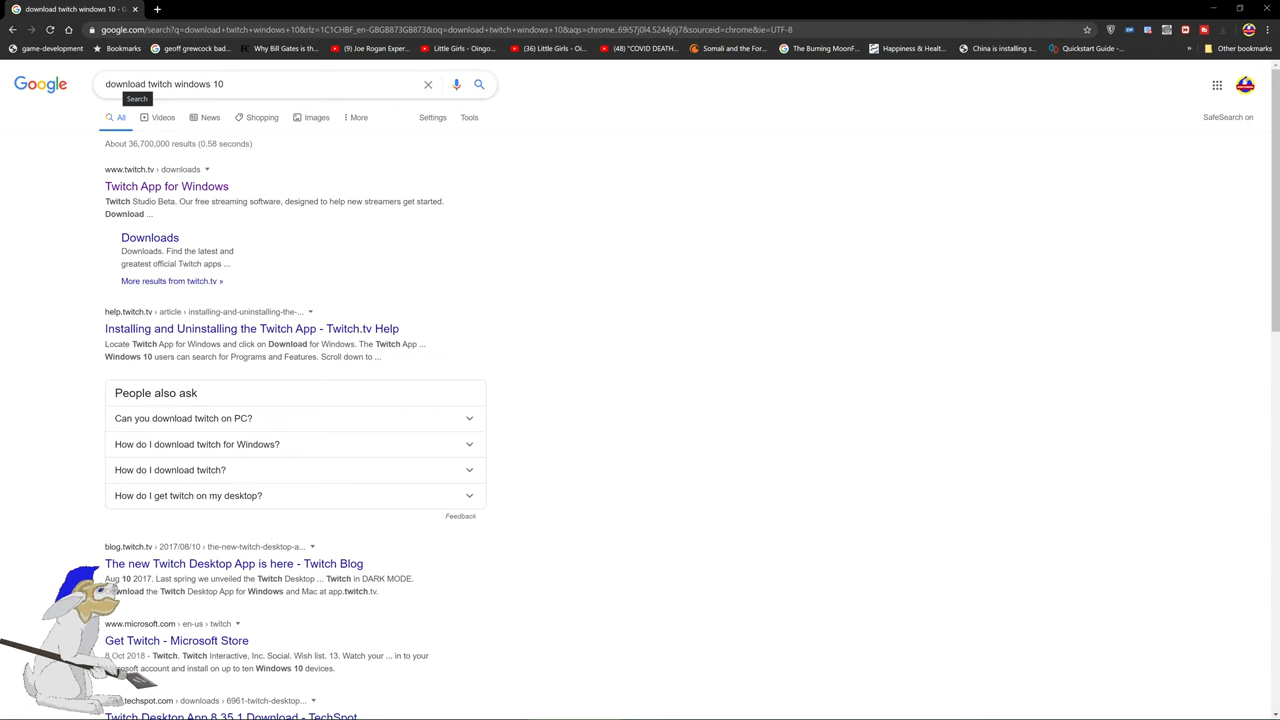 download twitch windows 10 - G
google.com/search?q=download+twitch+windows+10&rlz=1C1CHBF_en-GBGB873GB873&oq=download+twitch+windows+10&aqs=chrome..69i57j0l4.5244j0j7&sourceid=chrome&ie=UTF-8
game-development
Bookmarks
geoff grewcock bad...
Why Bill Gates is th...
(9) Joe Rogan Exper...
Little Girls - Oingo...
(36) Little Girls - Oi...
(48) "COVID DEATH...
Somali and the For...
The Burning MoonF...
Happiness & Healt...
China is installing s...
Quickstart Guide -...
»
Other bookmarks
Google
download twitch windows 10
Search
All
Videos
News
Shopping
Images
More
Settings
Tools
SafeSearch on
About 36,700,000 results (0.58 seconds)
www.twitch.tv › downloads
Twitch App for Windows
Twitch Studio Beta. Our free streaming software, designed to help new streamers get started.
Download ...
Downloads
Downloads. Find the latest and
greatest official Twitch apps ...
More results from twitch.tv »
help.twitch.tv › article › installing-and-uninstalling-the-...
Installing and Uninstalling the Twitch App - Twitch.tv Help
Locate Twitch App for Windows and click on Download for Windows. The Twitch App ...
Windows 10 users can search for Programs and Features. Scroll down to ...
People also ask
Can you download twitch on PC?
How do I download twitch for Windows?
How do I download twitch?
How do I get twitch on my desktop?
Feedback
blog.twitch.tv › 2017/08/10 › the-new-twitch-desktop-a...
The new Twitch Desktop App is here - Twitch Blog
Aug 10 2017. Last spring we unveiled the Twitch Desktop ... Twitch in DARK MODE.
the Twitch Desktop App for Windows and Mac at app.twitch.tv.
www.microsoft.com › en-us › twitch
Get Twitch - Microsoft Store
8 Oct 2018 - Twitch. Twitch Interactive, Inc. Social. Wish list. 13. Watch your ... in to your
account and install on up to ten Windows 10 devices.
techspot.com › downloads › 6961-twitch-desktop...
Twitch Desktop App 8.35.1 Download - TechSpot